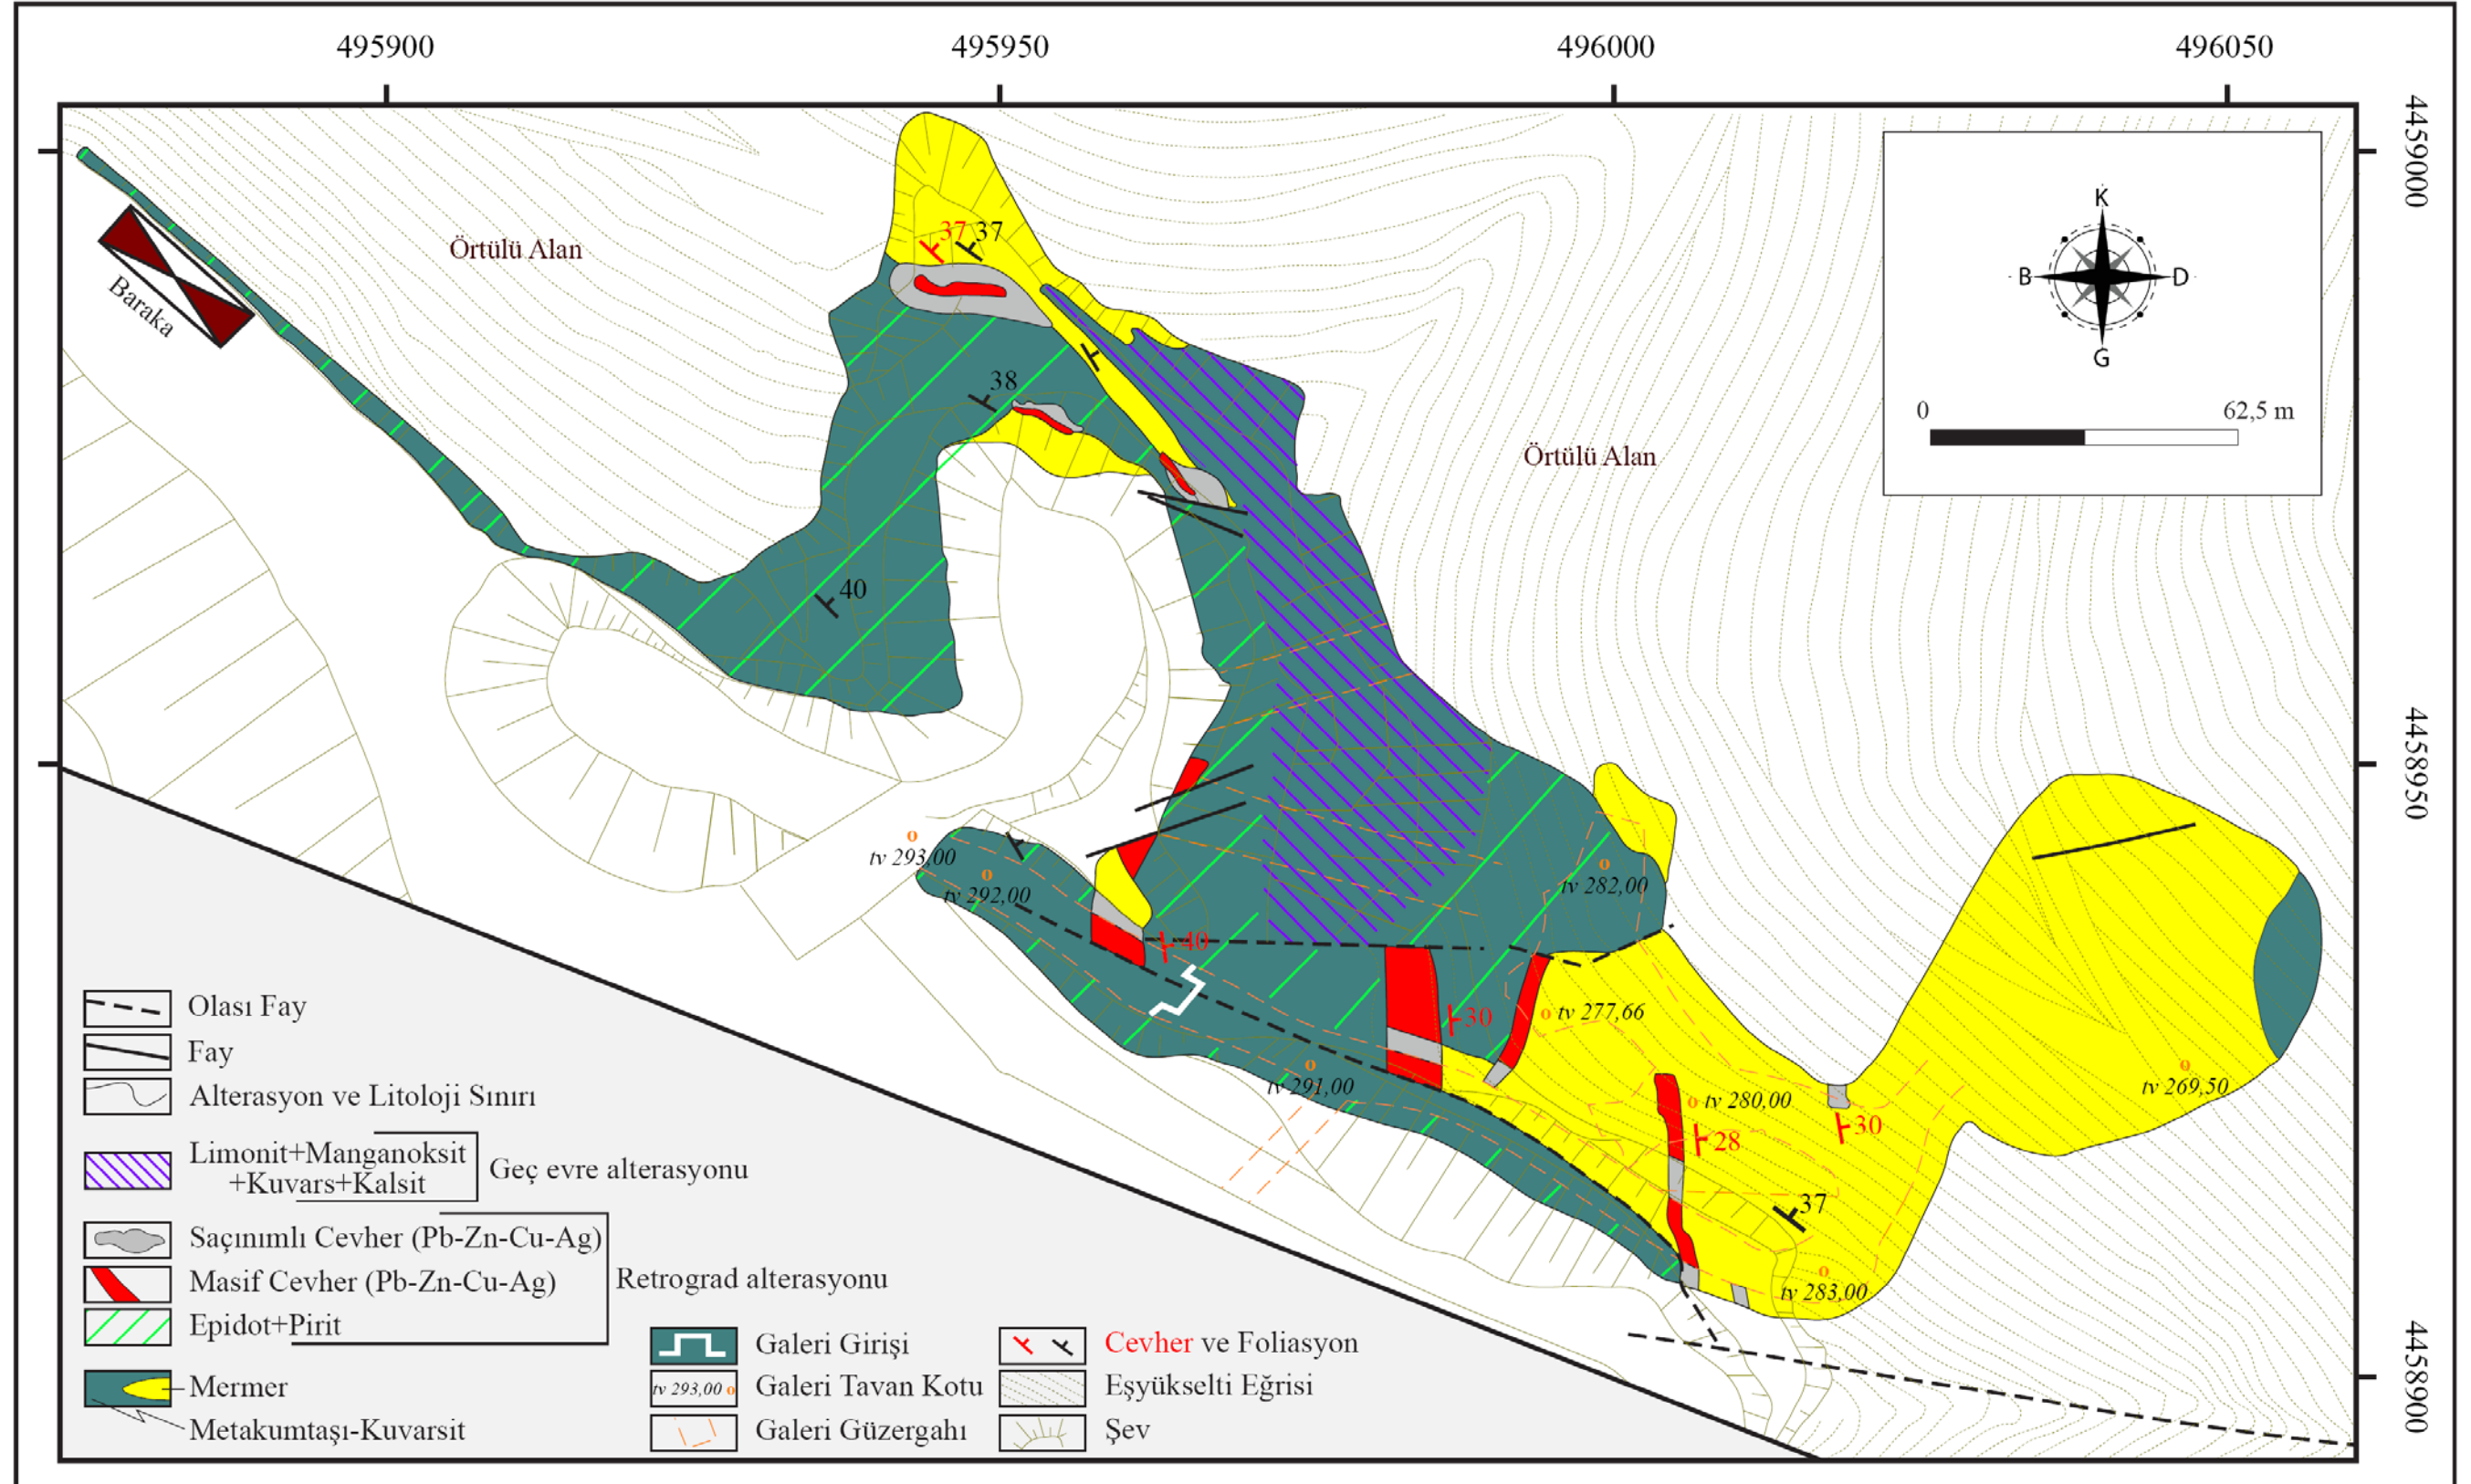 495900 495950 496000 496050
4459000
4458950
4458900
K
B D
G
0 62,5 m
Baraka
Örtülü Alan
Örtülü Alan
37 37
38
40
tv 293,00
tv 292,00
tv 282,00
40
30
tv 277,66
tv 291,00
tv 280,00
28
30
tv 269,50
37
tv 283,00
Olası Fay
Fay
Alterasyon ve Litoloji Sınırı
Limonit+Manganoksit
+Kuvars+Kalsit
Geç evre alterasyonu
Saçınımlı Cevher (Pb-Zn-Cu-Ag)
Masif Cevher (Pb-Zn-Cu-Ag)
Epidot+Pirit
Retrograd alterasyonu
Mermer
Metakumtaşı-Kuvarsit
Galeri Girişi
tv 293,00 Galeri Tavan Kotu
Galeri Güzergahı
Cevher ve Foliasyon
Eşyükselti Eğrisi
Şev